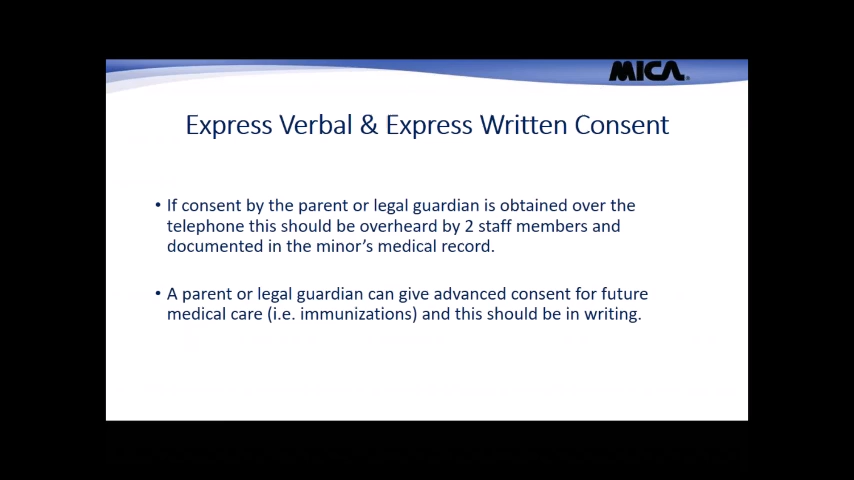 MICA®
Express Verbal & Express Written Consent
• If consent by the parent or legal guardian is obtained over the
telephone this should be overheard by 2 staff members and
documented in the minor’s medical record.
• A parent or legal guardian can give advanced consent for future
medical care (i.e. immunizations) and this should be in writing.